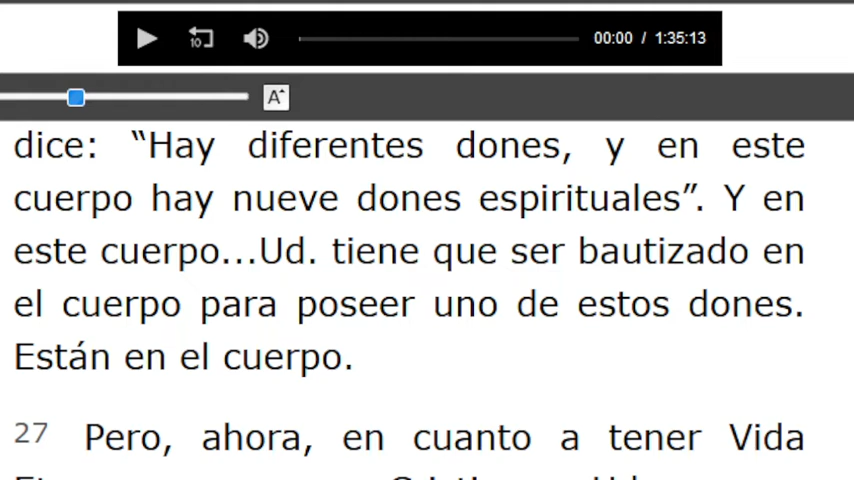 10
00:00 / 1:35:13
A
dice: “Hay diferentes dones, y en este
cuerpo hay nueve dones espirituales”. Y en
este cuerpo...Ud. tiene que ser bautizado en
el cuerpo para poseer uno de estos dones.
Están en el cuerpo.
27 Pero, ahora, en cuanto a tener Vida